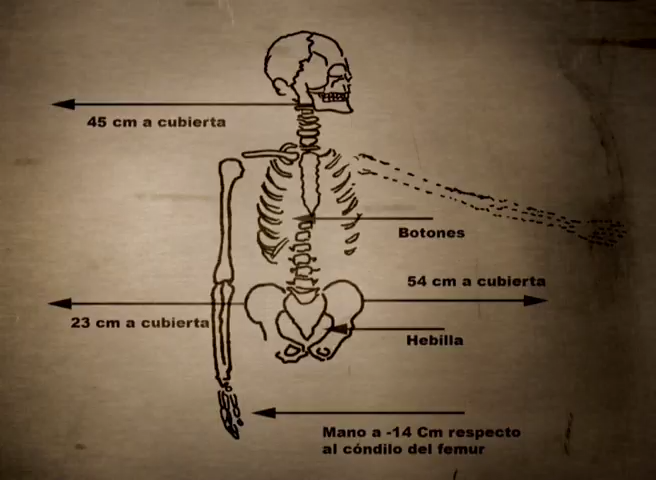 45 cm a cubierta
Botones
54 cm a cubierta
23 cm a cubierta
Hebilla
Mano a -14 Cm respecto
al cóndilo del femur